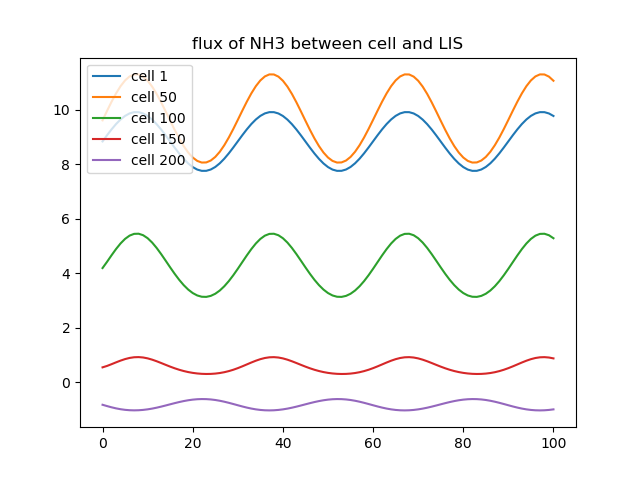 flux of NH3 between cell and LIS
cell 1
cell 50
cell 100
cell 150
cell 200
10
8
6
4
2
0
0 20 40 60 80 100